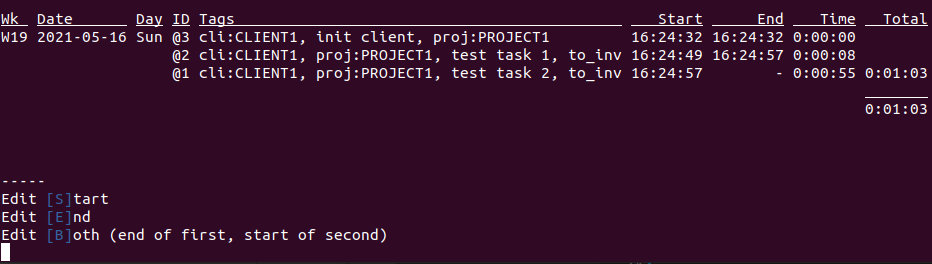 Wk Date Day ID Tags Start End Time Total
W19 2021-05-16 Sun @3 cli:CLIENT1, init client, proj:PROJECT1 16:24:32 16:24:32 0:00:00
@2 cli:CLIENT1, proj:PROJECT1, test task 1, to_inv 16:24:49 16:24:57 0:00:08
@1 cli:CLIENT1, proj:PROJECT1, test task 2, to_inv 16:24:57 - 0:00:55 0:01:03
0:01:03
-----
Edit [S]tart
Edit [E]nd
Edit [B]oth (end of first, start of second)